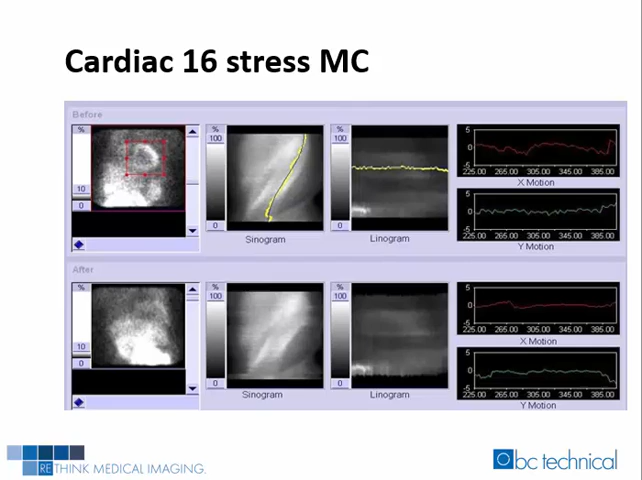 Cardiac 16 stress MC
Before
%
10
0
%
100
0
Sinogram
%
100
0
Linogram
5
0
-5
225.00 265.00 305.00 345.00 385.00
X Motion
5
0
-5
225.00 265.00 305.00 345.00 385.00
Y Motion
After
%
10
0
%
100
0
Sinogram
%
100
0
Linogram
5
0
-5
225.00 265.00 305.00 345.00 385.00
X Motion
5
0
-5
225.00 265.00 305.00 345.00 385.00
Y Motion
RETHINK MEDICAL IMAGING.
bc technical